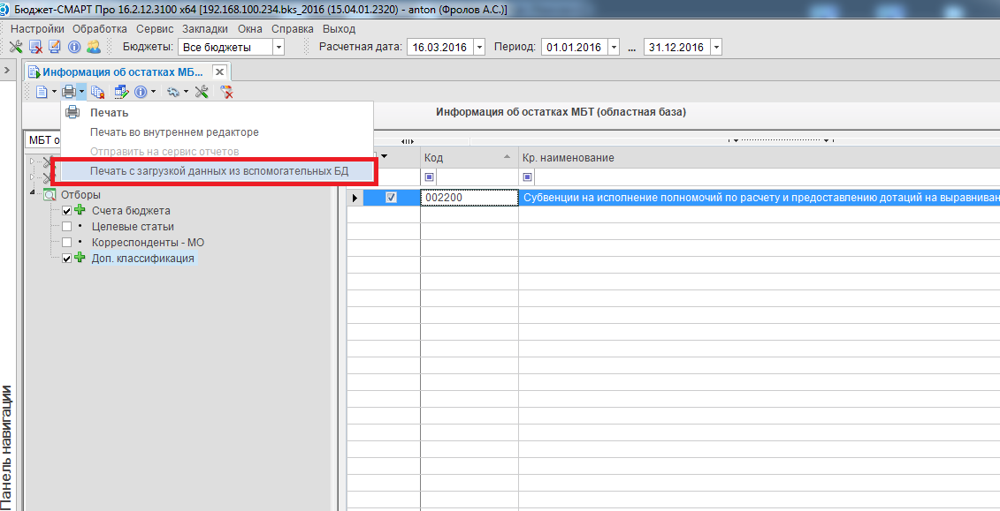 Бюджет-СМАРТ Про 16.2.12.3100 x64 [192.168.100.234.bks_2016 (15.04.01.2320) - anton (Фролов А.С.)]
Настройки Обработка Сервис Закладки Окна Справка Выход
Бюджеты: Все бюджеты Расчетная дата: 16.03.2016 Период: 01.01.2016 ... 31.12.2016
Информация об остатках МБ...
Информация об остатках МБТ (областная база)
Печать
Печать во внутреннем редакторе
Отправить на сервис отчетов
Печать с загрузкой данных из вспомогательных БД
МБТ о
Отборы
Счета бюджета
Целевые статьи
Корреспонденты - МО
Доп. классификация
Код Кр. наименование
002200 Субвенции на исполнение полномочий по расчету и предоставлению дотаций на выравниван
Панель навигации